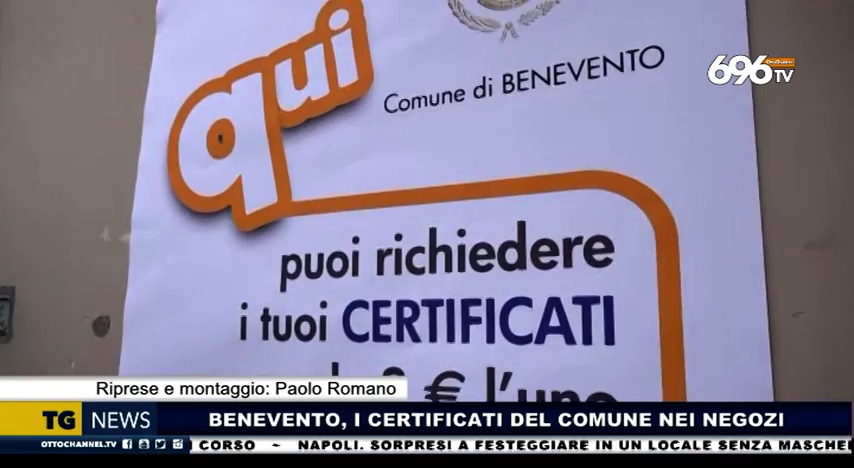 qui
Comune di BENEVENTO
696 TV
puoi richiedere
i tuoi CERTIFICATI
€ l'uno
Riprese e montaggio: Paolo Romano
TG NEWS
BENEVENTO, I CERTIFICATI DEL COMUNE NEI NEGOZI
OTTOCHANNEL.TV
CORSO ~ NAPOLI. SORPRESI A FESTEGGIARE IN UN LOCALE SENZA MASCHE